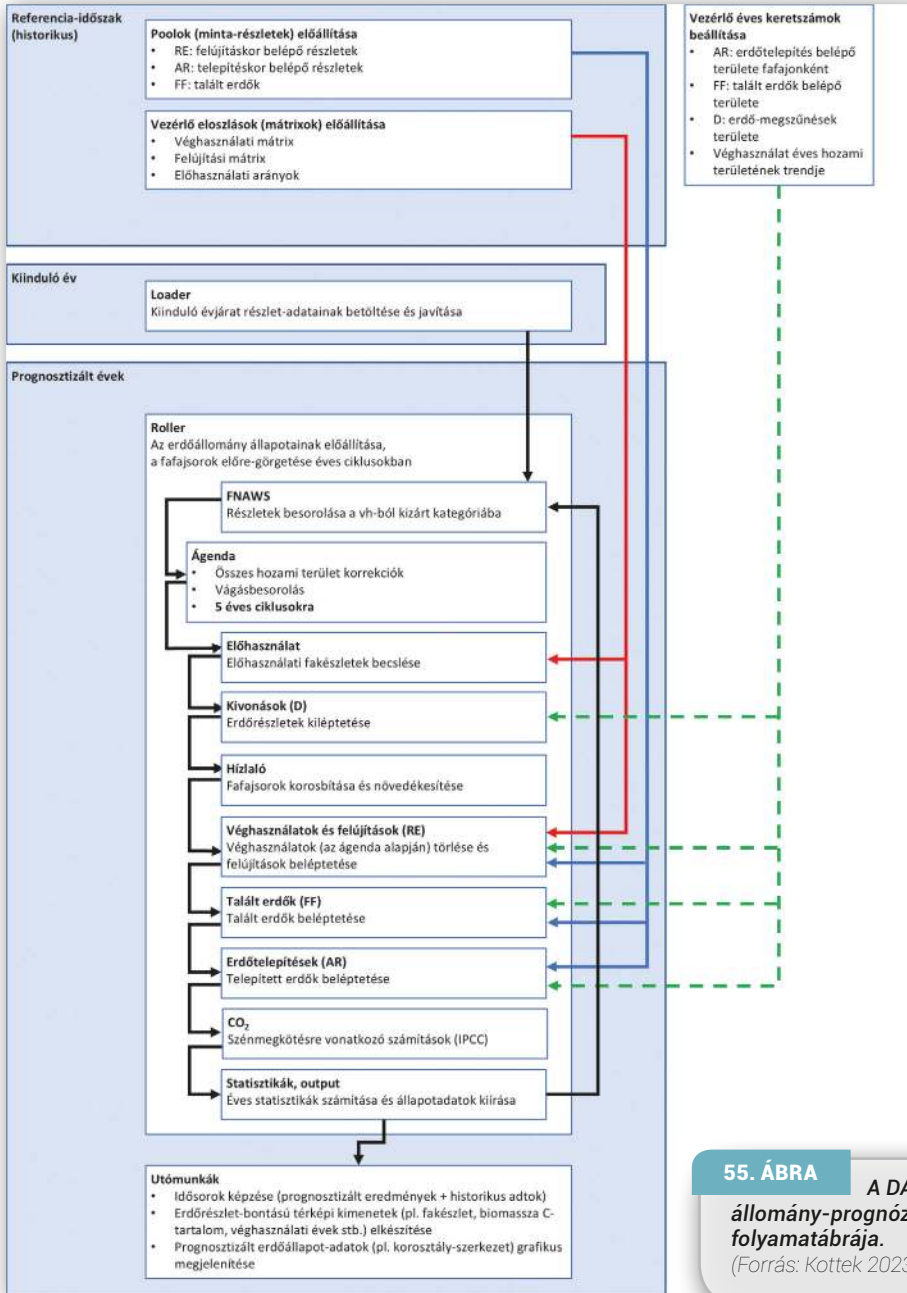 Referencia-időszak
(historikus)
Poolok (minta-részletek) előállítása
• RE: felújításkor belépő részletek
• AR: telepítéskor belépő részletek
• FF: talált erdők
Vezérlő eloszlások (mátrixok) előállítása
• Véghasználati mátrix
• Felújítási mátrix
• Előhasználati arányok
Vezérlő éves keretszámok
beállítása
• AR: erdőtelepítés belépő
területe fafajonként
• FF: talált erdők belépő
területe
• D: erdő-megszűnések
területe
• Véghasználat éves hozami
területének trendje
Kiinduló év
Loader
Kiinduló évjárat részlet-adatainak betöltése és javítása
Prognosztizált évek
Roller
Az erdőállomány állapotainak előállítása,
a fafajsorok előre-görgetése éves ciklusokban
FNAWS
Részletek besorolása a vh-ból kizárt kategóriába
Ágenda
• Összes hozami terület korrekciók
• Vágásbesorolás
• 5 éves ciklusokra
Előhasználat
Előhasználati fakészletek becslése
Kivonások (D)
Erdőrészletek kiléptetése
Hízlaló
Fafajsorok korosbítása és növedékesítése
Véghasználatok és felújítások (RE)
Véghasználatok (az ágenda alapján) törlése és
felújítások beléptetése
Talált erdők (FF)
Talált erdők beléptetése
Erdőtelepítések (AR)
Telepített erdők beléptetése
CO₂
Szénmegkötésre vonatkozó számítások (IPCC)
Statisztikák, output
Éves statisztikák számítása és állapotadatok kiírása
Utómunkák
• Idősorok képzése (prognosztizált eredmények + historikus adtok)
• Erdőrészlet-bontású térképi kimenetek (pl. fakészlet, biomassza C-
tartalom, véghasználati évek stb.) elkészítése
• Prognosztizált erdőállapot-adatok (pl. korosztály-szerkezet) grafikus
megjelenítése
55. ÁBRA
A DA
állomány-prognóz
folyamatábrája.
(Forrás: Kottek 2023